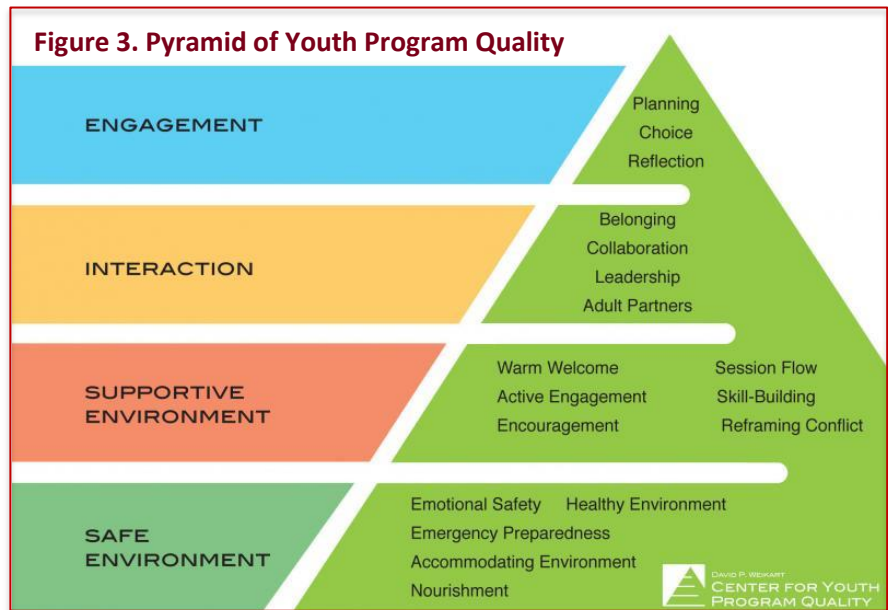 Figure 3. Pyramid of Youth Program Quality
ENGAGEMENT
Planning
Choice
Reflection
INTERACTION
Belonging
Collaboration
Leadership
Adult Partners
SUPPORTIVE
ENVIRONMENT
Warm Welcome
Active Engagement
Encouragement
Session Flow
Skill-Building
Reframing Conflict
SAFE
ENVIRONMENT
Emotional Safety Healthy Environment
Emergency Preparedness
Accommodating Environment
Nourishment
DAVID P. WEIKART
CENTER FOR YOUTH
PROGRAM QUALITY